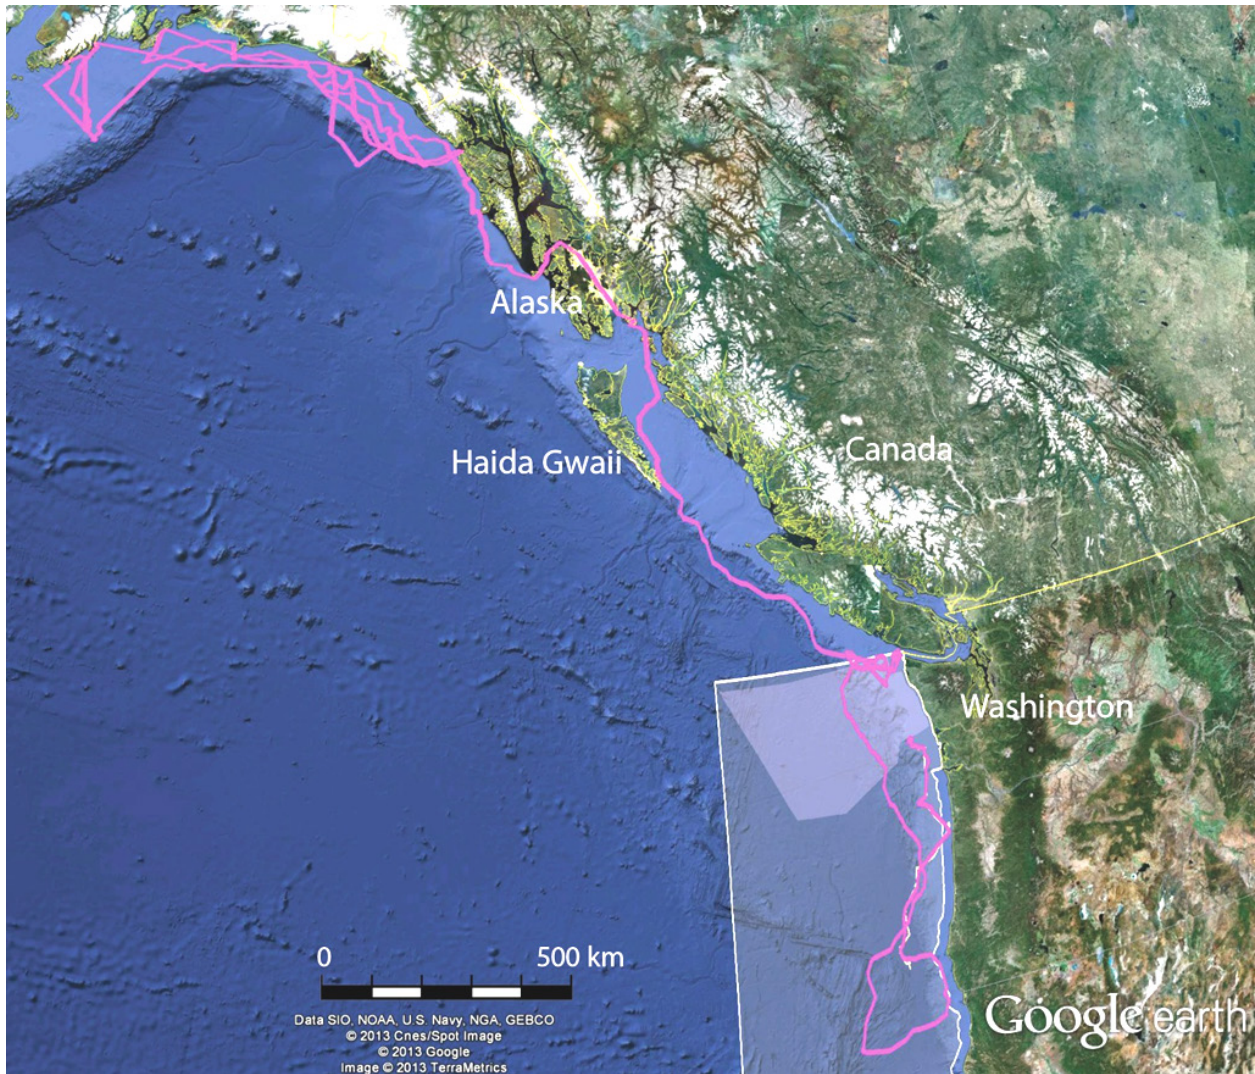 Alaska
Haida Gwaii
Canada
Washington
0 500 km
Data SIO, NOAA, U.S. Navy, NGA, GEBCO
© 2013 Cnes/Spot Image
© 2013 Google
Image © 2013 TerraMetrics
Google earth